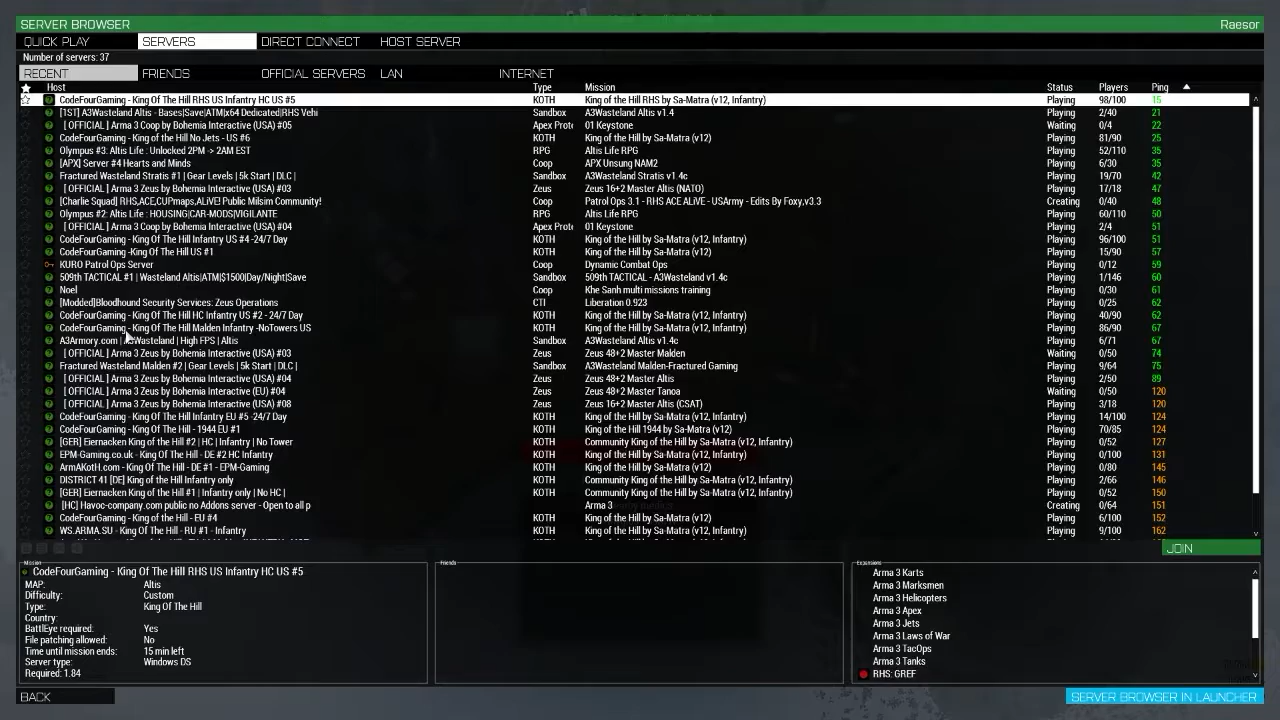 SERVER BROWSER Raesor
QUICK PLAY SERVERS DIRECT CONNECT HOST SERVER
Number of servers: 37
RECENT FRIENDS OFFICIAL SERVERS LAN INTERNET
Host Type Mission Status Players Ping
CodeFourGaming - King Of The Hill RHS US Infantry HC US #5 KOTH King of the Hill RHS by Sa-Matra (v12, Infantry) Playing 98/100 15
[1ST] A3Wasteland Altis - Bases|Save|ATM|x64 Dedicated|RHS Vehi Sandbox A3Wasteland Altis v1.4 Playing 2/40 21
[ OFFICIAL ] Arma 3 Coop by Bohemia Interactive (USA) #05 Apex Prote 01 Keystone Waiting 0/4 22
CodeFourGaming - King of the Hill No Jets - US #6 KOTH King of the Hill by Sa-Matra (v12) Playing 81/90 25
Olympus #3: Altis Life : Unlocked 2PM -> 2AM EST RPG Altis Life RPG Playing 52/110 35
[APX] Server #4 Hearts and Minds Coop APX Unsung NAM2 Playing 6/30 35
Fractured Wasteland Stratis #1 | Gear Levels | 5k Start | DLC | Sandbox A3Wasteland Stratis v1.4c Playing 19/70 42
[ OFFICIAL ] Arma 3 Zeus by Bohemia Interactive (USA) #03 Zeus Zeus 16+2 Master Altis (NATO) Playing 17/18 47
[Charlie Squad] RHS,ACE,CUPmaps,ALiVE! Public Milsim Community! Coop Patrol Ops 3.1 - RHS ACE ALiVE - USArmy - Edits By Foxy.v3.3 Creating 0/40 48
Olympus #2: Altis Life : HOUSING|CAR-MODS|VIGILANTE RPG Altis Life RPG Playing 60/110 50
[ OFFICIAL ] Arma 3 Coop by Bohemia Interactive (USA) #04 Apex Prote 01 Keystone Playing 2/4 51
CodeFourGaming - King Of The Hill Infantry US #4 -24/7 Day KOTH King of the Hill by Sa-Matra (v12, Infantry) Playing 96/100 51
CodeFourGaming -King Of The Hill US #1 KOTH King of the Hill by Sa-Matra (v12, Infantry) Playing 15/90 57
KURO Patrol Ops Server Coop Dynamic Combat Ops Playing 0/12 59
509th TACTICAL #1 | Wasteland Altis|ATM|$1500|Day/Night|Save Sandbox 509th TACTICAL - A3Wasteland v1.4c Playing 1/146 60
Noel Coop Khe Sanh multi missions training Playing 0/30 61
[Modded]Bloodhound Security Services: Zeus Operations CTI Liberation 0.923 Playing 0/25 62
CodeFourGaming - King Of The Hill HC Infantry US #2 - 24/7 Day KOTH King of the Hill by Sa-Matra (v12, Infantry) Playing 40/90 62
CodeFourGaming - King Of The Hill Malden Infantry -NoTowers US KOTH King of the Hill by Sa-Matra (v12, Infantry) Playing 86/90 67
A3Armory.com | A3Wasteland | High FPS | Altis Sandbox A3Wasteland Altis v1.4c Playing 6/71 67
[ OFFICIAL ] Arma 3 Zeus by Bohemia Interactive (USA) #03 Zeus Zeus 48+2 Master Malden Waiting 0/50 74
Fractured Wasteland Malden #2 | Gear Levels | 5k Start | DLC | Sandbox A3Wasteland Malden-Fractured Gaming Playing 9/64 75
[ OFFICIAL ] Arma 3 Zeus by Bohemia Interactive (USA) #04 Zeus Zeus 48+2 Master Altis Playing 2/50 89
[ OFFICIAL ] Arma 3 Zeus by Bohemia Interactive (EU) #04 Zeus Zeus 48+2 Master Tanoa Waiting 0/50 120
[ OFFICIAL ] Arma 3 Zeus by Bohemia Interactive (USA) #08 Zeus Zeus 16+2 Master Altis (CSAT) Playing 3/18 120
CodeFourGaming - King Of The Hill Infantry EU #5 -24/7 Day KOTH King of the Hill by Sa-Matra (v12, Infantry) Playing 14/100 124
CodeFourGaming - King Of The Hill - 1944 EU #1 KOTH King of the Hill 1944 by Sa-Matra (v12) Playing 70/85 124
[GER] Eiernacken King of the Hill #2 | HC | Infantry | No Tower KOTH Community King of the Hill by Sa-Matra (v12, Infantry) Playing 0/52 127
EPM-Gaming.co.uk - King Of The Hill - DE #2 HC Infantry KOTH King of the Hill by Sa-Matra (v12, Infantry) Playing 0/100 131
ArmAKotH.com - King Of The Hill - DE #1 - EPM-Gaming KOTH King of the Hill by Sa-Matra (v12) Playing 0/80 145
DISTRICT 41 [DE] King of the Hill Infantry only KOTH Community King of the Hill by Sa-Matra (v12, Infantry) Playing 2/66 146
[GER] Eiernacken King of the Hill #1 | Infantry only | No HC | KOTH Community King of the Hill by Sa-Matra (v12, Infantry) Playing 0/52 150
[HC] Havoc-company.com public no Addons server - Open to all p Arma 3 Creating 0/64 151
CodeFourGaming - King of the Hill - EU #4 KOTH King of the Hill by Sa-Matra (v12) Playing 6/100 152
WS.ARMA.SU - King of the Hill - RU #1 - Infantry KOTH King of the Hill by Sa-Matra (v12, Infantry) Playing 9/100 162
JOIN
Mission Friends Expansions
CodeFourGaming - King Of The Hill RHS US Infantry HC US #5
MAP: Altis
Difficulty: Custom
Type: King Of The Hill
Country:
BattlEye required: Yes
File patching allowed: No
Time until mission ends: 15 min left
Server type: Windows DS
Required: 1.84
Arma 3 Karts
Arma 3 Marksmen
Arma 3 Helicopters
Arma 3 Apex
Arma 3 Jets
Arma 3 Laws of War
Arma 3 TacOps
Arma 3 Tanks
RHS: GREF
BACK SERVER BROWSER IN LAUNCHER